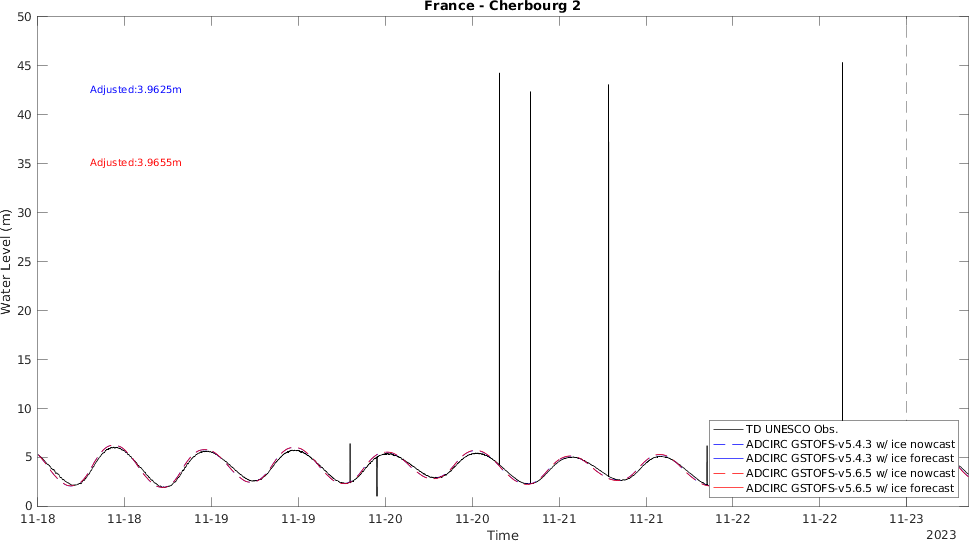 France - Cherbourg 2
50
45
40
35
30
25
20
15
10
5
0
Water Level (m)
Adjusted:3.9625m
Adjusted:3.9655m
TD UNESCO Obs.
ADCIRC GSTOFS-v5.4.3 w/ ice nowcast
ADCIRC GSTOFS-v5.4.3 w/ ice forecast
ADCIRC GSTOFS-v5.6.5 w/ ice nowcast
ADCIRC GSTOFS-v5.6.5 w/ ice forecast
11-18 11-18 11-19 11-19 11-20 11-20 11-21 11-21 11-22 11-22 11-23
Time
2023